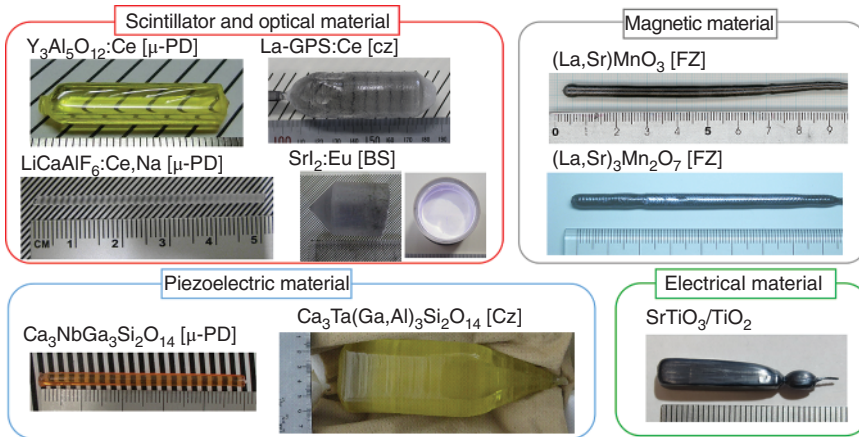 Scintillator and optical material
Y3Al5O12:Ce [μ-PD]
La-GPS:Ce [cz]
LiCaAlF6:Ce,Na [μ-PD]
SrI2:Eu [BS]
CM 1 2 3 4 5
Magnetic material
(La,Sr)MnO3 [FZ]
0 1 2 3 4 5 6 7 8 9
(La,Sr)3Mn2O7 [FZ]
Piezoelectric material
Ca3NbGa3Si2O14 [μ-PD]
Ca3Ta(Ga,Al)3Si2O14 [Cz]
Electrical material
SrTiO3/TiO2